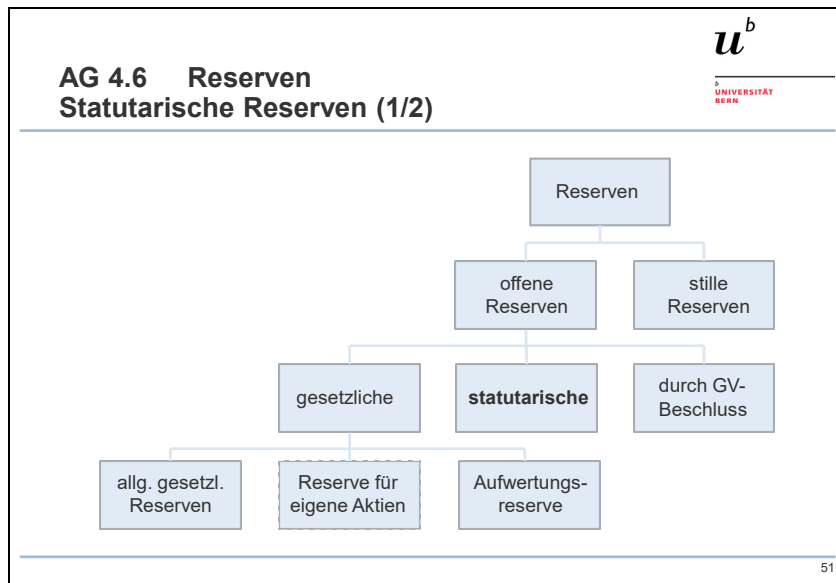 AG 4.6 Reserven
Statutarische Reserven (1/2)
u^b
b
UNIVERSITÄT
BERN
Reserven
offene
Reserven
stille
Reserven
gesetzliche
statutarische
durch GV-
Beschluss
allg. gesetzl.
Reserven
Reserve für
eigene Aktien
Aufwertungs-
reserve
51